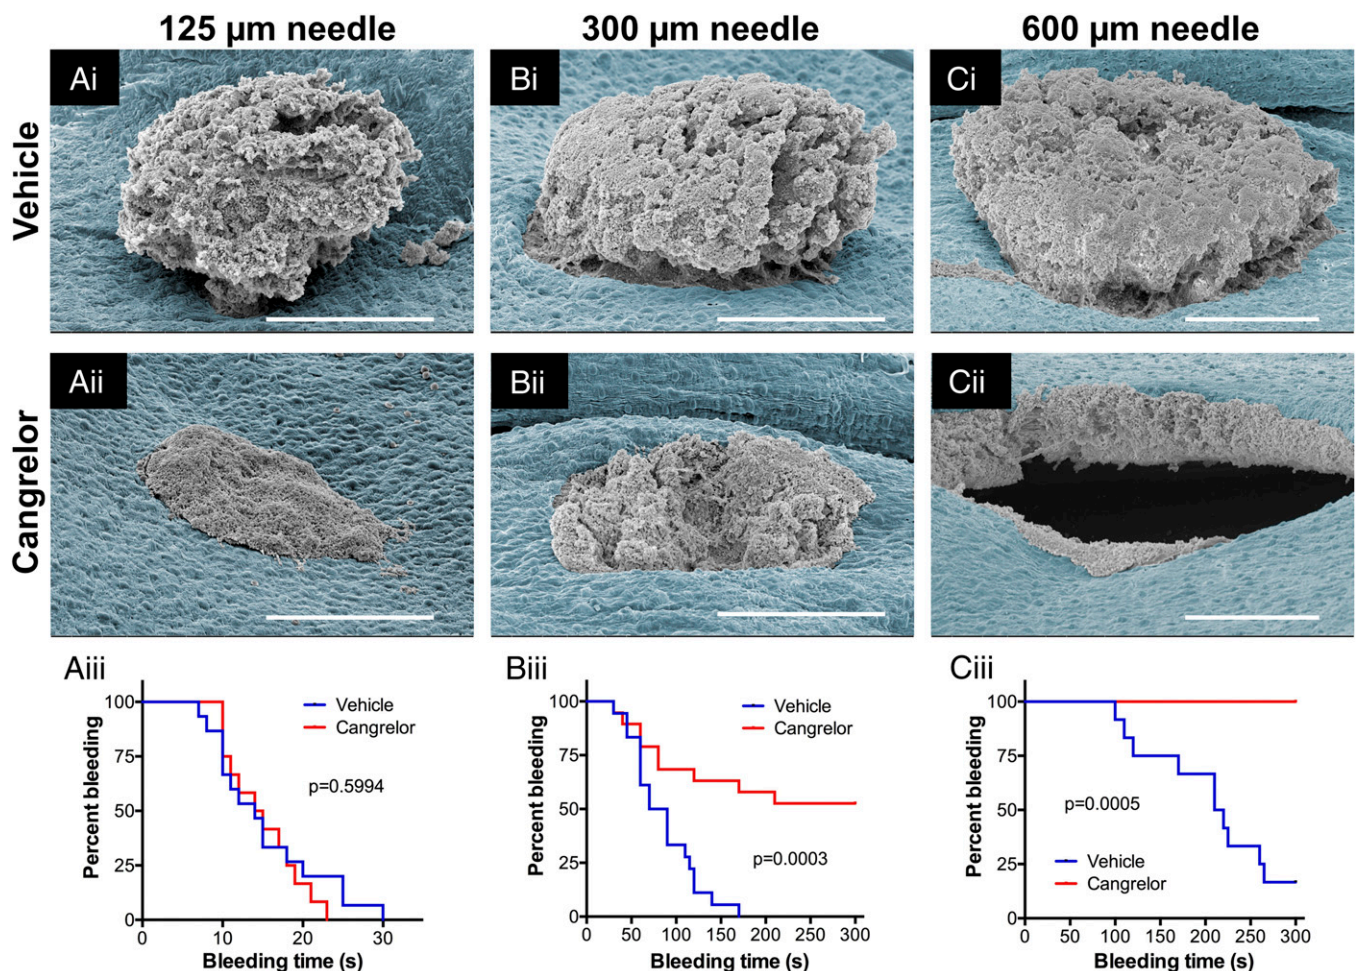 125 µm needle
300 µm needle
600 µm needle
Vehicle
Ai
Bi
Ci
Cangrelor
Aii
Bii
Cii
Aiii
Percent bleeding
100
75
50
25
0
Vehicle
Cangrelor
p=0.5994
0
10
20
30
Bleeding time (s)
Biii
Percent bleeding
100
75
50
25
0
Vehicle
Cangrelor
p=0.0003
0
50
100
150
200
250
300
Bleeding time (s)
Ciii
Percent bleeding
100
75
50
25
0
p=0.0005
Vehicle
Cangrelor
0
50
100
150
200
250
300
Bleeding time (s)